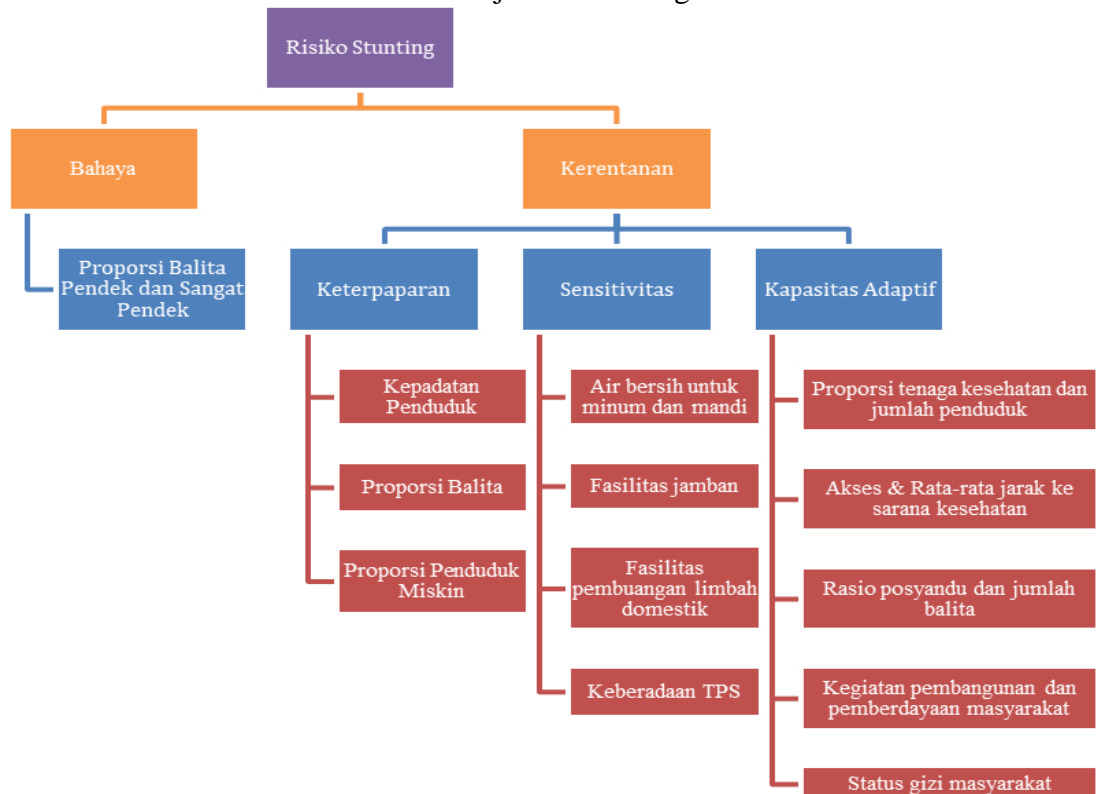 Risiko Stunting
Bahaya
Kerentanan
Proporsi Balita
Pendek dan Sangat
Pendek
Keterpaparan
Sensitivitas
Kapasitas Adaptif
Kepadatan
Penduduk
Proporsi Balita
Proporsi Penduduk
Miskin
Air bersih untuk
minum dan mandi
Fasilitas jamban
Fasilitas
pembuangan limbah
domestik
Keberadaan TPS
Proporsi tenaga kesehatan dan
jumlah penduduk
Akses & Rata-rata jarak ke
sarana kesehatan
Rasio posyandu dan jumlah
balita
Kegiatan pembangunan dan
pemberdayaan masyarakat
Status gizi masyarakat